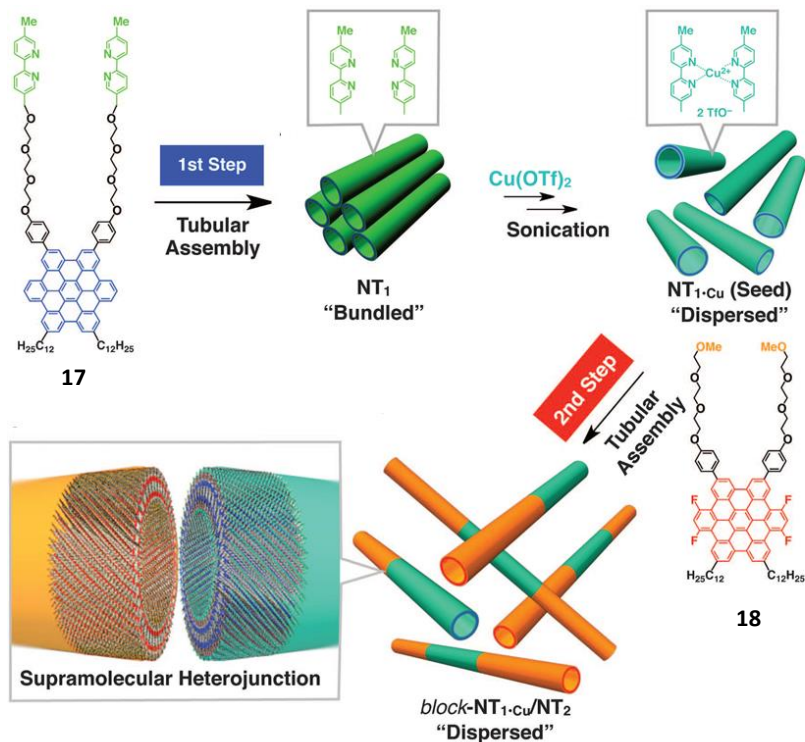 Me
Me
N
N
N
N
O
O
O
O
O
O
O
O
H25C12
C12H25
17
1st Step
Tubular
Assembly
Me
Me
N
N
N
N
NT1
“Bundled”
Cu(OTf)2
Sonication
Me
Me
N
N
Cu2+
N
N
2 TfO–
NT1•Cu (Seed)
“Dispersed”
2nd Step
Tubular
Assembly
OMe
MeO
O
O
O
O
O
O
F
F
F
F
H25C12
C12H25
18
Supramolecular Heterojunction
block-NT1•Cu/NT2
“Dispersed”